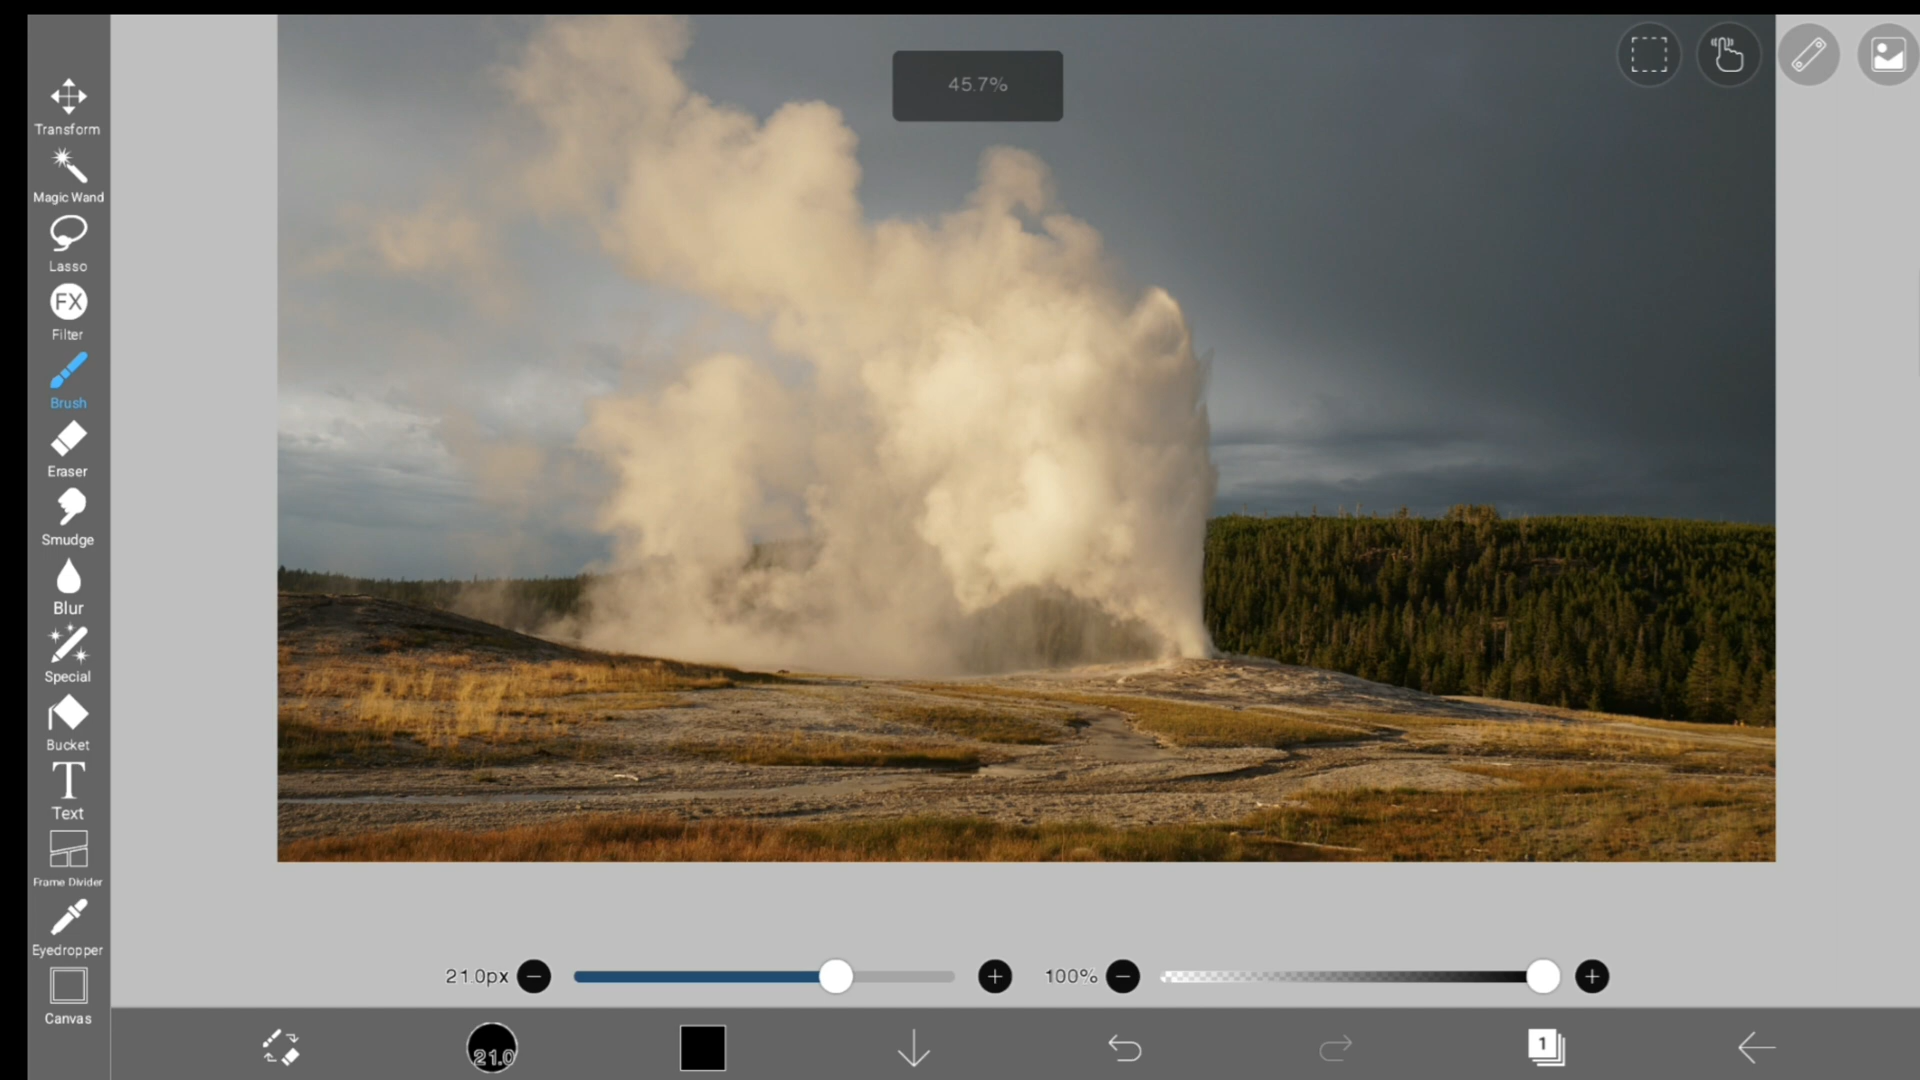 45.7%
Transform
Magic Wand
Lasso
FX
Filter
Brush
Eraser
Smudge
Blur
Special
Bucket
T
Text
Frame Divider
Eyedropper
Canvas
21.0px
100%
21.0
1